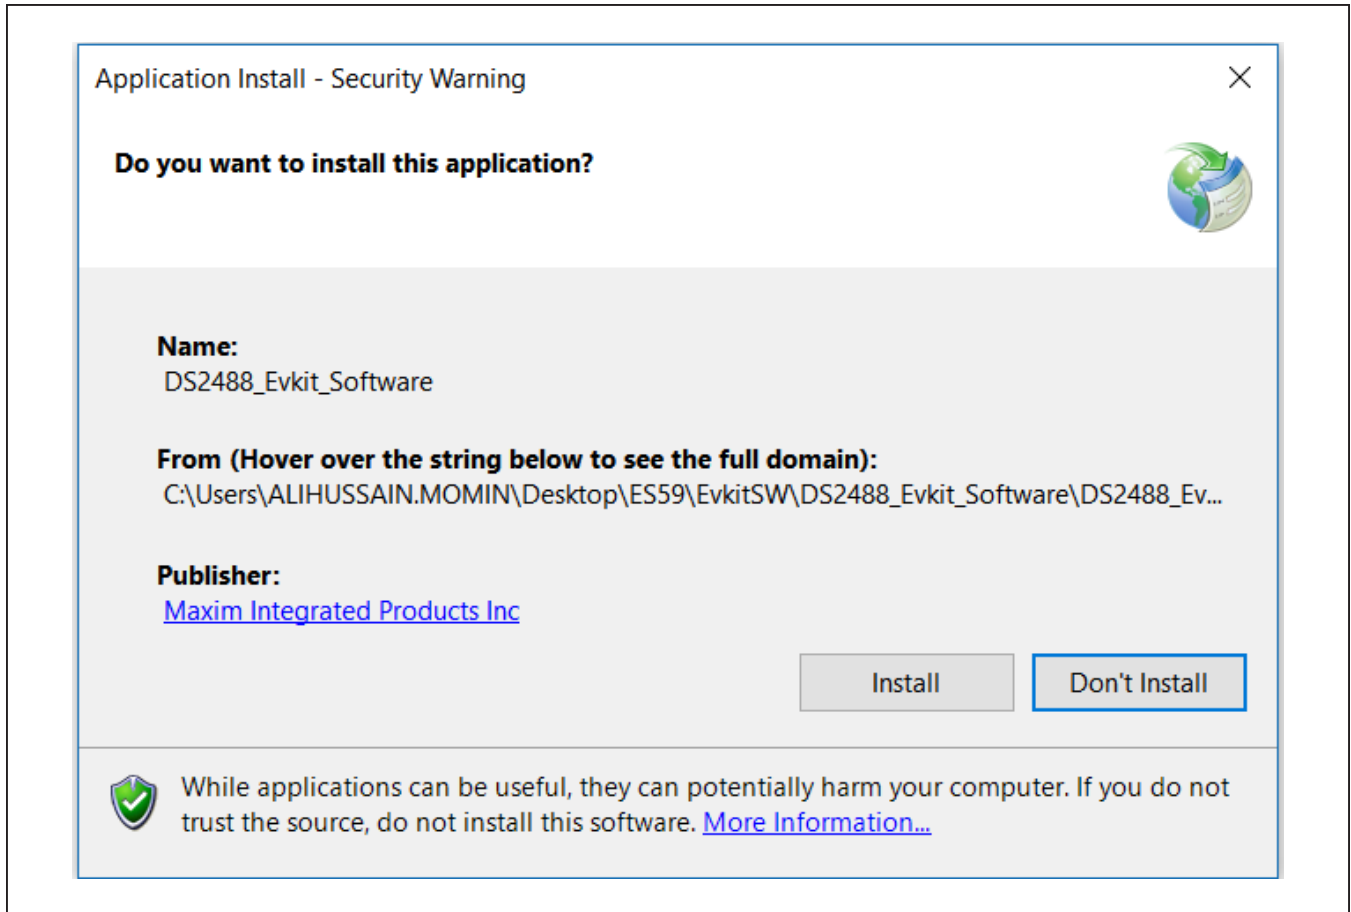 Application Install - Security Warning
Do you want to install this application?
Name:
DS2488_Evkit_Software
From (Hover over the string below to see the full domain):
C:\Users\ALIHUSSAIN.MOMIN\Desktop\ES59\EvkitSW\DS2488_Evkit_Software\DS2488_Ev...
Publisher:
Maxim Integrated Products Inc
Install
Don't Install
While applications can be useful, they can potentially harm your computer. If you do not
trust the source, do not install this software. More Information...